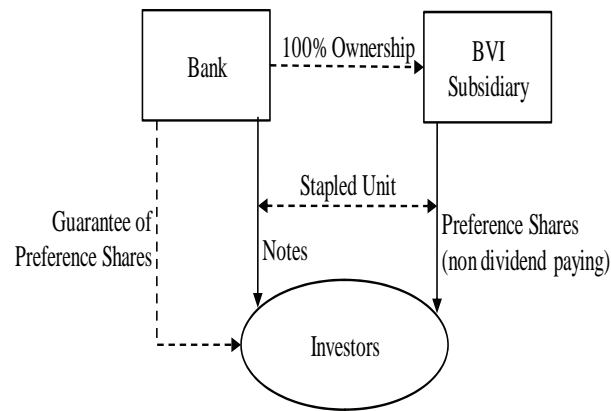 100% Ownership
Bank
BVI
Subsidiary
Stapled Unit
Guarantee of
Preference Shares
Notes
Preference Shares
(non dividend paying)
Investors